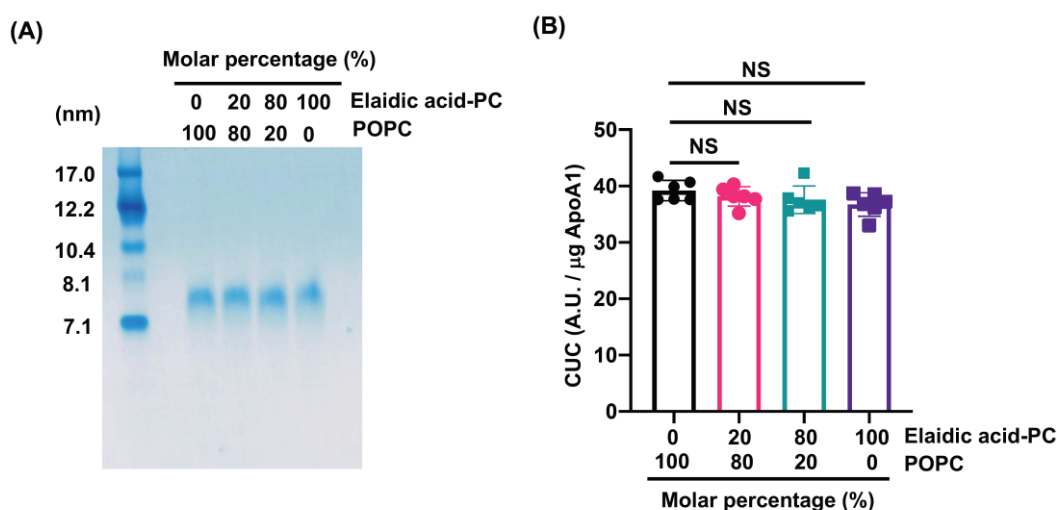 (A)
Molar percentage (%)
0 20 80 100 Elaidic acid-PC
(nm)
100 80 20 0 POPC
17.0
12.2
10.4
8.1
7.1
(B)
NS
NS
NS
50
40
30
20
10
0
CUC (A.U. / μg ApoA1)
0 20 80 100 Elaidic acid-PC
100 80 20 0 POPC
Molar percentage (%)